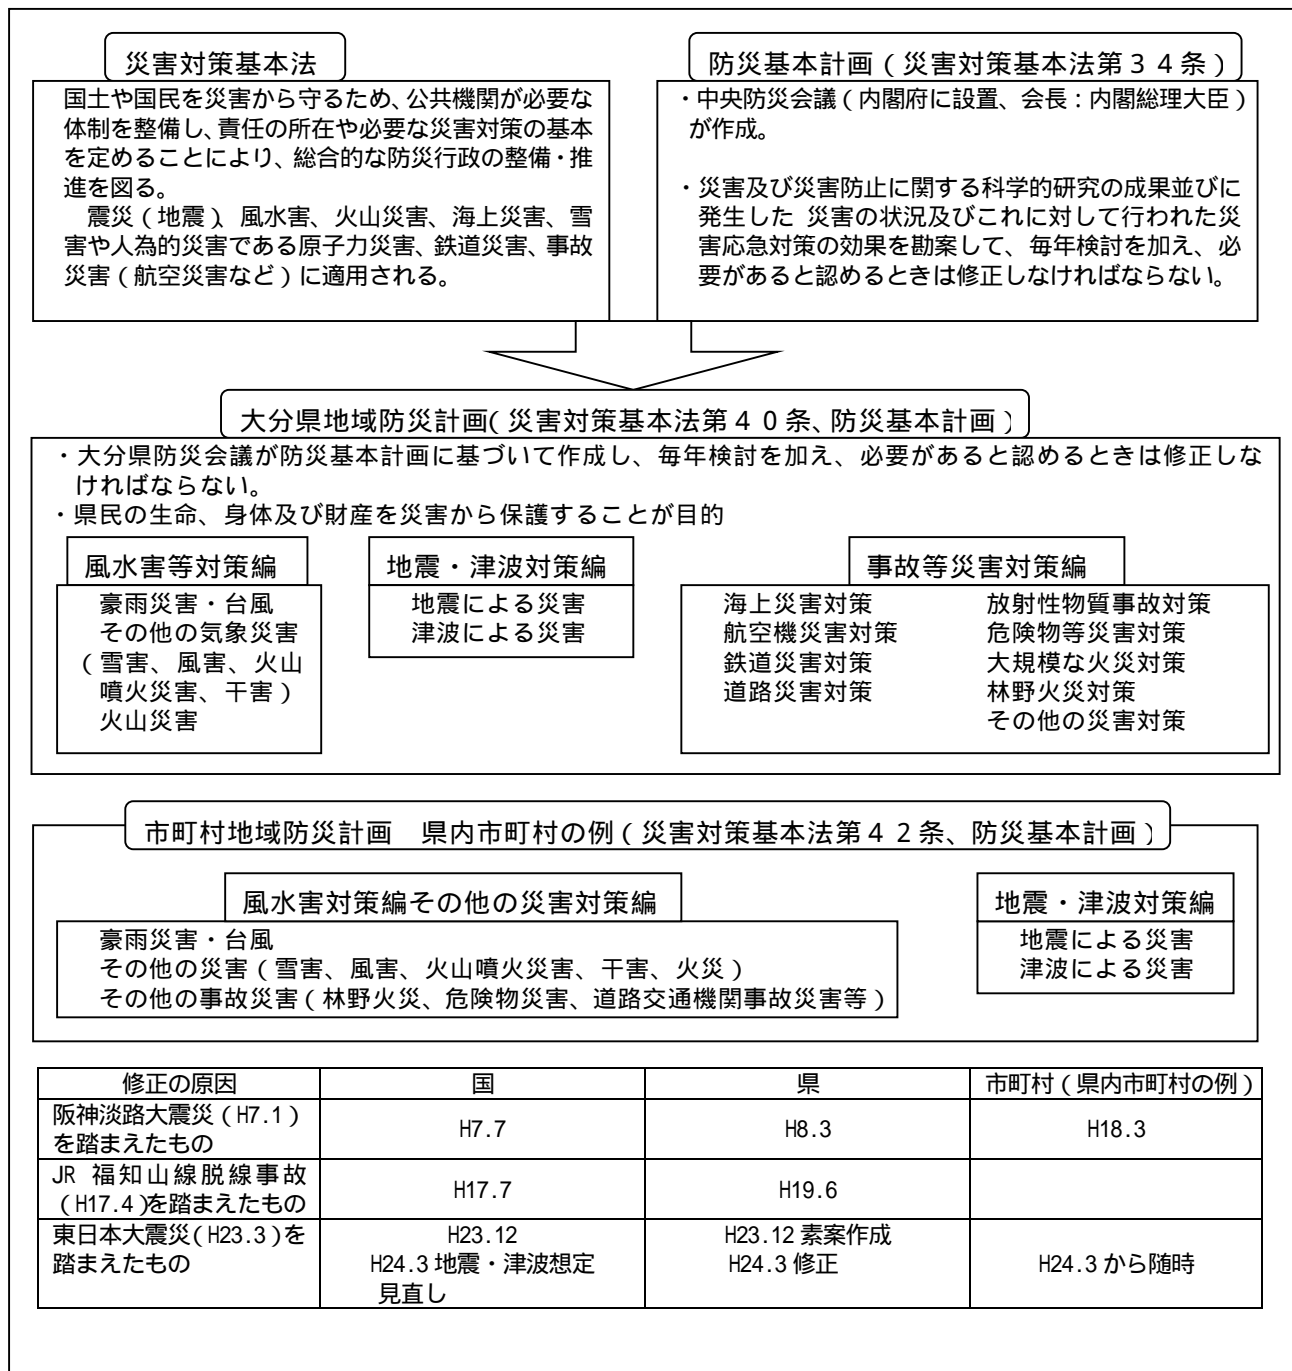 災害対策基本法
国土や国民を災害から守るため、公共機関が必要な
体制を整備し、責任の所在や必要な災害対策の基本
を定めることにより、総合的な防災行政の整備・推
進を図る。
震災（地震）、風水害、火山災害、海上災害、雪
害や人為的災害である原子力災害、鉄道災害、事故
災害（航空災害など）に適用される。
防災基本計画（災害対策基本法第３４条）
・中央防災会議（内閣府に設置、会長：内閣総理大臣）
が作成。
・災害及び災害防止に関する科学的研究の成果並びに
発生した 災害の状況及びこれに対して行われた災
害応急対策の効果を勘案して、毎年検討を加え、必
要があると認めるときは修正しなければならない。
大分県地域防災計画（災害対策基本法第４０条、防災基本計画）
・大分県防災会議が防災基本計画に基づいて作成し、毎年検討を加え、必要があると認めるときは修正しな
ければならない。
・県民の生命、身体及び財産を災害から保護することが目的
風水害等対策編
豪雨災害・台風
その他の気象災害
（雪害、風害、火山
噴火災害、干害）
火山災害
地震・津波対策編
地震による災害
津波による災害
事故等災害対策編
海上災害対策
航空機災害対策
鉄道災害対策
道路災害対策
放射性物質事故対策
危険物等災害対策
大規模な火災対策
林野火災対策
その他の災害対策
市町村地域防災計画　県内市町村の例（災害対策基本法第４２条、防災基本計画）
風水害対策編その他の災害対策編
豪雨災害・台風
その他の災害（雪害、風害、火山噴火災害、干害、火災）
その他の事故災害（林野火災、危険物災害、道路交通機関事故災害等）
地震・津波対策編
地震による災害
津波による災害
修正の原因 国 県 市町村（県内市町村の例）
阪神淡路大震災（H7.1）
を踏まえたもの
H7.7 H8.3 H18.3
JR 福知山線脱線事故
（H17.4）を踏まえたもの
H17.7 H19.6
東日本大震災（H23.3）を
踏まえたもの
H23.12
H24.3 地震・津波想定
見直し
H23.12 素案作成
H24.3 修正
H24.3 から随時